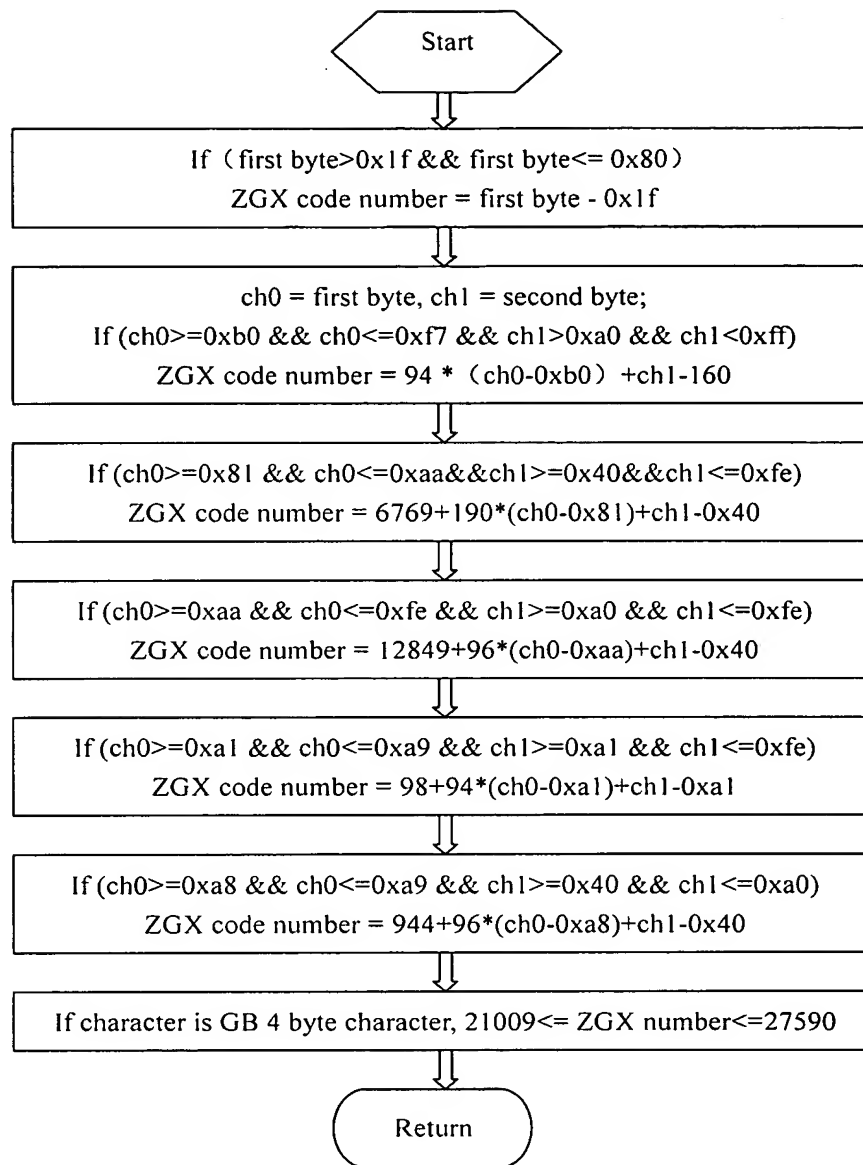 Start
If（first byte>0x1f && first byte<= 0x80）
ZGX code number = first byte - 0x1f
ch0 = first byte, ch1 = second byte;
If (ch0>=0xb0 && ch0<=0xf7 && ch1>0xa0 && ch1<0xff)
ZGX code number = 94 *（ch0-0xb0）+ch1-160
If (ch0>=0x81 && ch0<=0xaa&&ch1>=0x40&&ch1<=0xfe)
ZGX code number = 6769+190*(ch0-0x81)+ch1-0x40
If (ch0>=0xaa && ch0<=0xfe && ch1>=0xa0 && ch1<=0xfe)
ZGX code number = 12849+96*(ch0-0xaa)+ch1-0x40
If (ch0>=0xa1 && ch0<=0xa9 && ch1>=0xa1 && ch1<=0xfe)
ZGX code number = 98+94*(ch0-0xa1)+ch1-0xa1
If (ch0>=0xa8 && ch0<=0xa9 && ch1>=0x40 && ch1<=0xa0)
ZGX code number = 944+96*(ch0-0xa8)+ch1-0x40
If character is GB 4 byte character, 21009<= ZGX number<=27590
Return